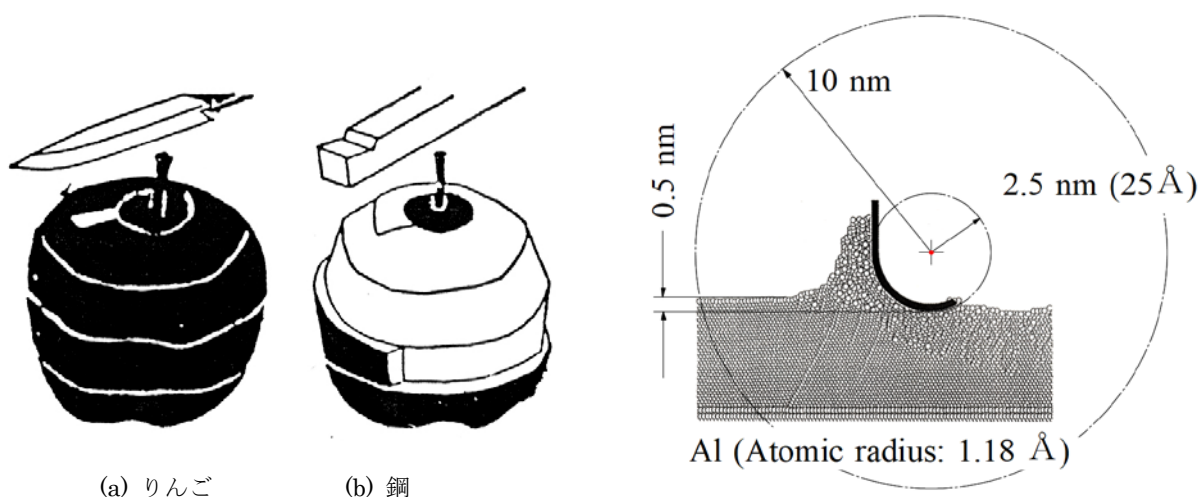 (a) りんご
(b) 鋼
10 nm
0.5 nm
2.5 nm (25Å)
Al (Atomic radius: 1.18 Å)